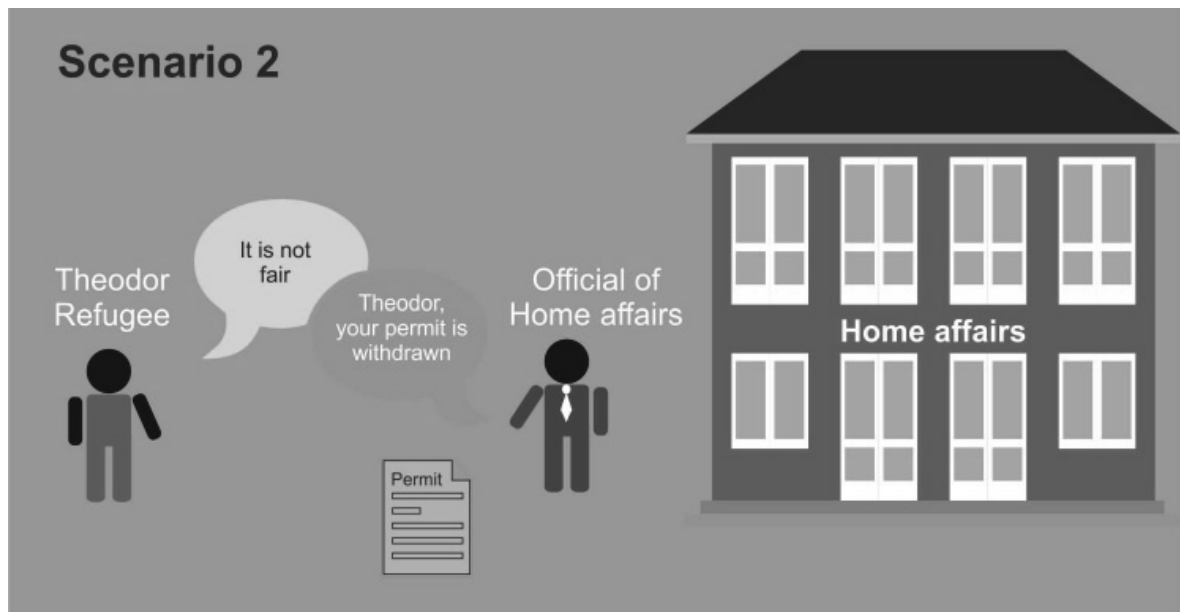 Scenario 2
Theodor
Refugee
It is not
fair
Theodor,
your permit is
withdrawn
Official of
Home affairs
Home affairs
Permit